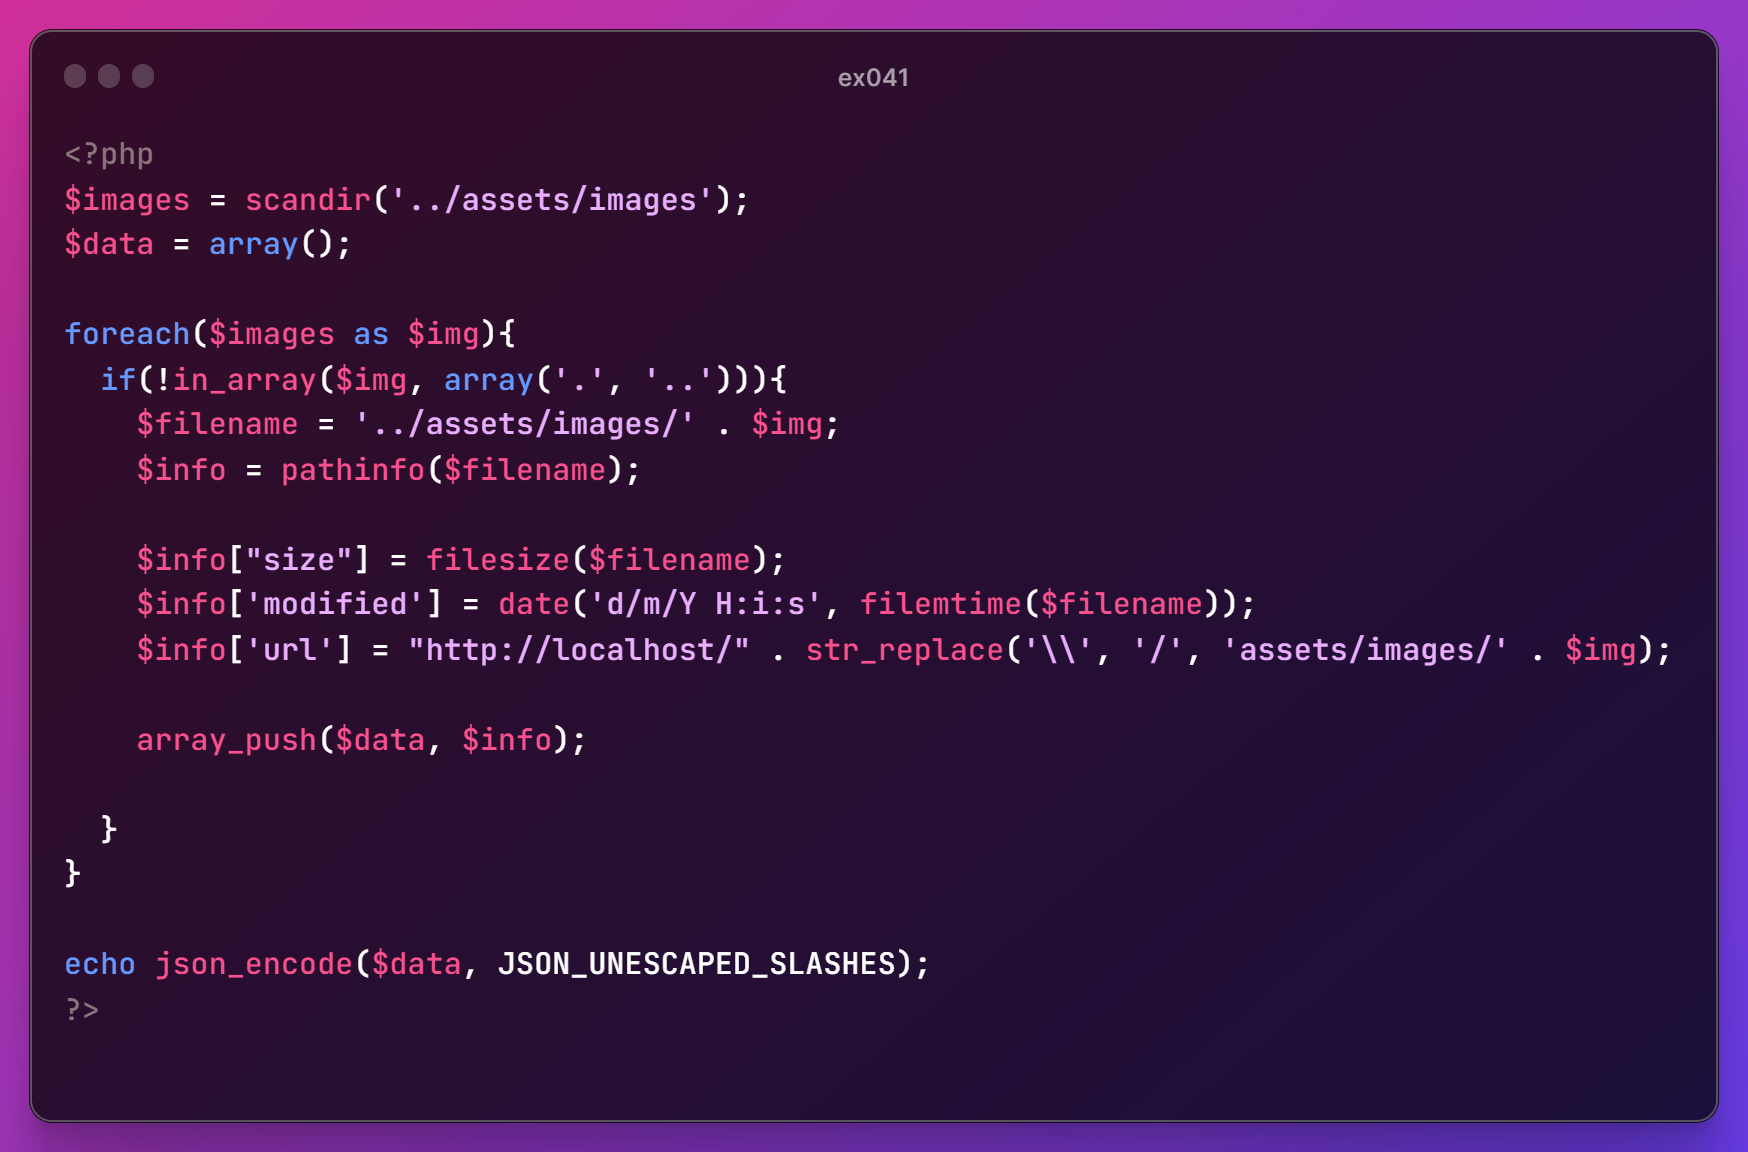 ex041
<?php
$images = scandir('../assets/images');
$data = array();
foreach($images as $img){
  if(!in_array($img, array('.', '..'))){
    $filename = '../assets/images/' . $img;
    $info = pathinfo($filename);
    $info["size"] = filesize($filename);
    $info['modified'] = date('d/m/Y H:i:s', filemtime($filename));
    $info['url'] = "http://localhost/" . str_replace('\\', '/', 'assets/images/' . $img);
    array_push($data, $info);
  }
}
echo json_encode($data, JSON_UNESCAPED_SLASHES);
?>